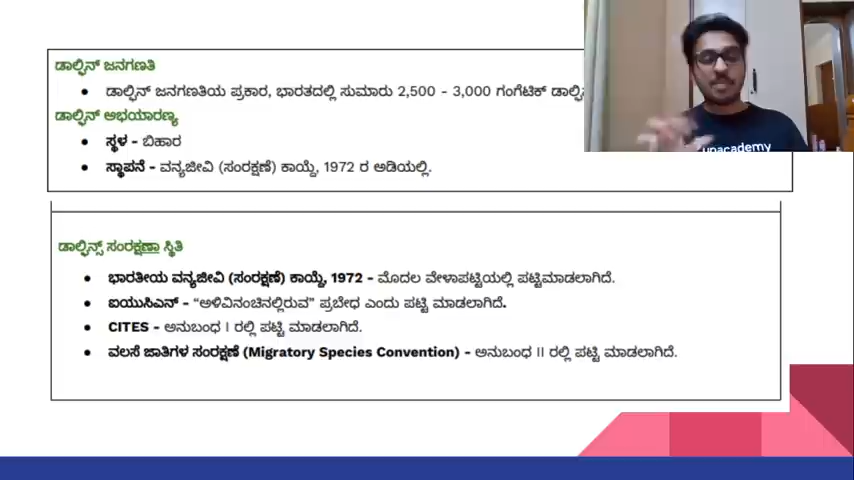 ಡಾಲ್ಫಿನ್ ಜನಗಣತಿ
● ಡಾಲ್ಫಿನ್ ಜನಗಣತಿಯ ಪ್ರಕಾರ, ಭಾರತದಲ್ಲಿ ಸುಮಾರು 2,500 - 3,000 ಗಂಗೆಟಿಕ್
ಡಾಲ್ಫಿನ್ ಅಭಯಾರಣ್ಯ
● ಸ್ಥಳ - ಬಿಹಾರ
● ಸ್ಥಾಪನೆ - ವನ್ಯಜೀವಿ (ಸಂರಕ್ಷಣೆ) ಕಾಯ್ದೆ, 1972 ರ ಅಡಿಯಲ್ಲಿ.
unacademy
ಡಾಲ್ಫಿನ್ಸ್ ಸಂರಕ್ಷಣಾ ಸ್ಥಿತಿ
● ಭಾರತೀಯ ವನ್ಯಜೀವಿ (ಸಂರಕ್ಷಣೆ) ಕಾಯ್ದೆ, 1972 - ಮೊದಲ ವೇಳಾಪಟ್ಟಿಯಲ್ಲಿ ಪಟ್ಟಿಮಾಡಲಾಗಿದೆ.
● ಐಯುಸಿಎನ್ - “ಅಳಿವಿನಂಚಿನಲ್ಲಿರುವ” ಪ್ರಬೇಧ ಎಂದು ಪಟ್ಟಿ ಮಾಡಲಾಗಿದೆ.
● CITES - ಅನುಬಂಧ I ರಲ್ಲಿ ಪಟ್ಟಿ ಮಾಡಲಾಗಿದೆ.
● ವಲಸೆ ಜಾತಿಗಳ ಸಂರಕ್ಷಣೆ (Migratory Species Convention) - ಅನುಬಂಧ II ರಲ್ಲಿ ಪಟ್ಟಿ ಮಾಡಲಾಗಿದೆ.